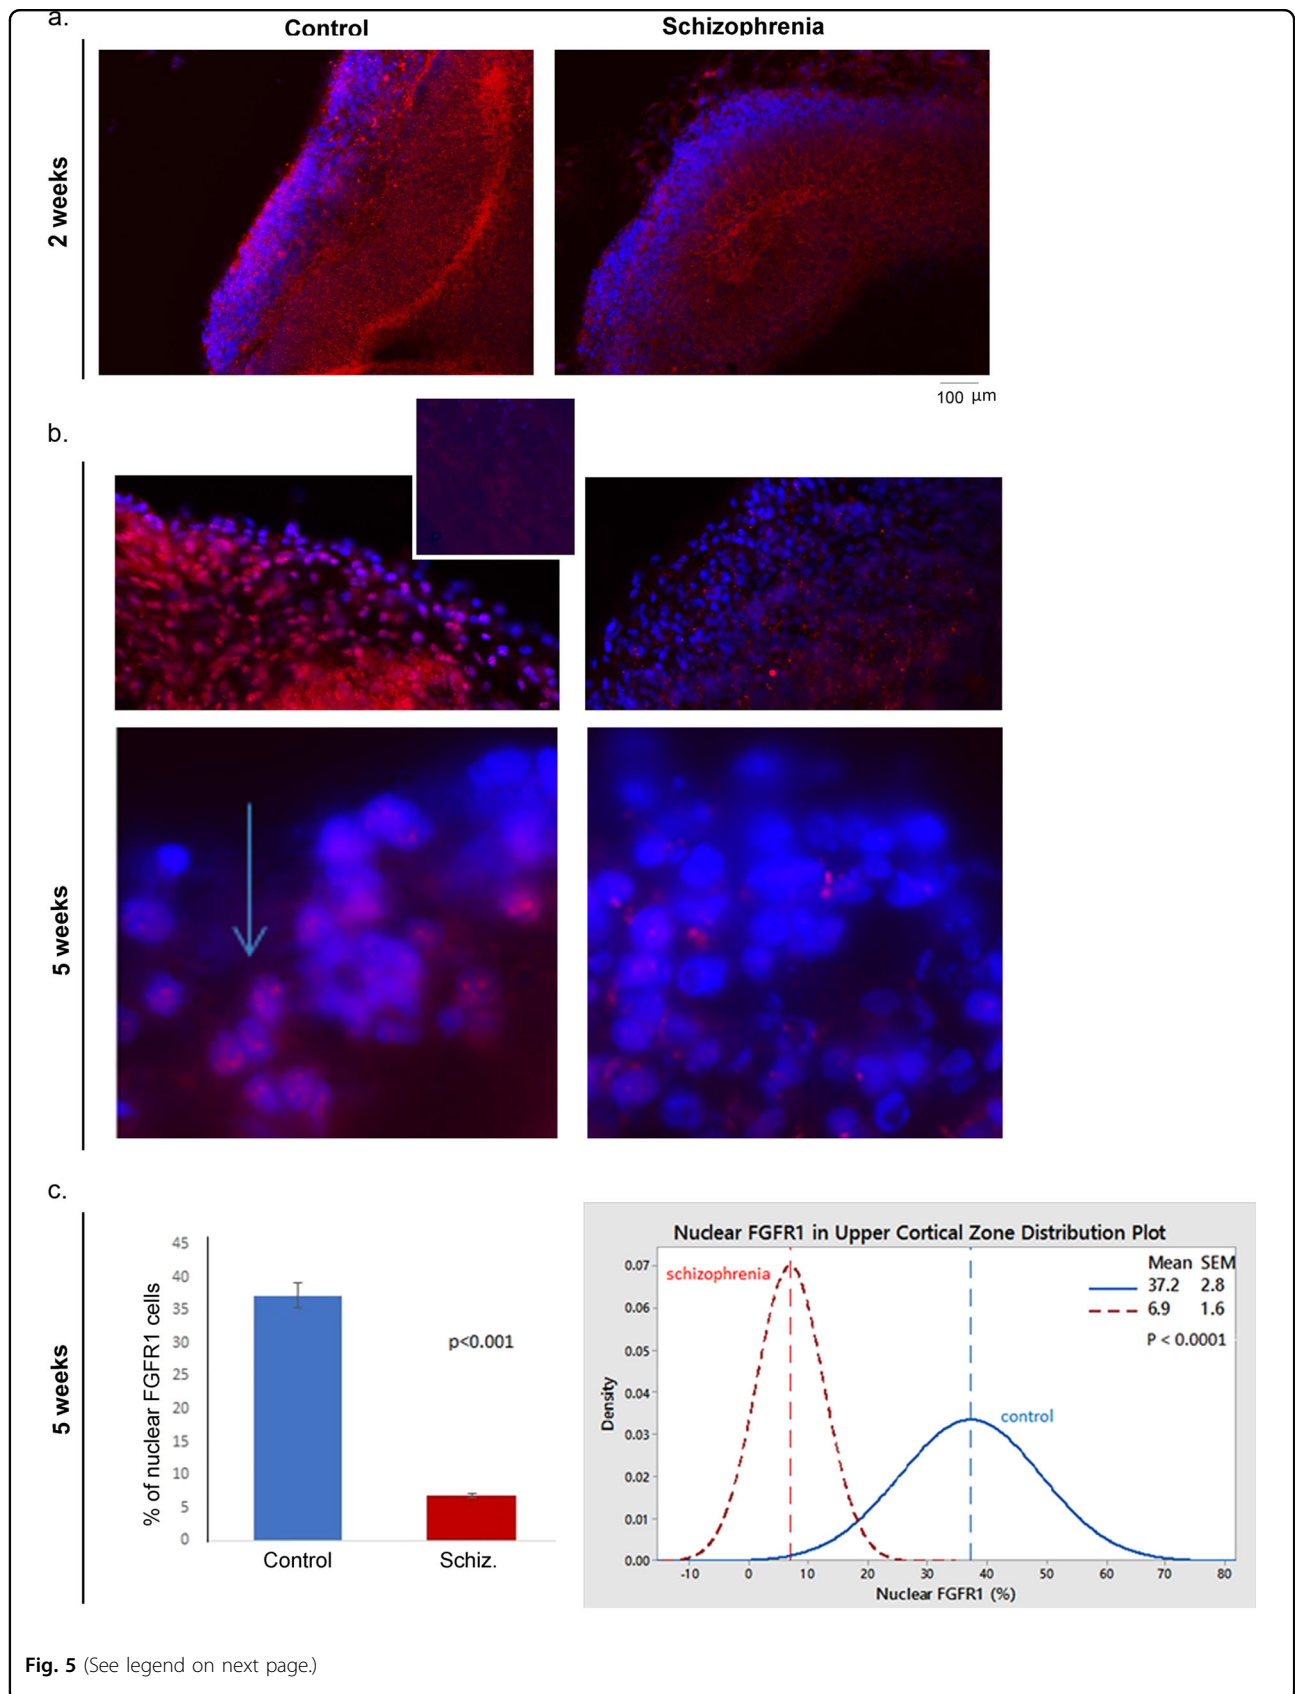 a.
Control
Schizophrenia
2 weeks
100 μm
b.
5 weeks
c.
5 weeks
% of nuclear FGFR1 cells
45
40
35
30
25
20
15
10
5
0
p<0.001
Control
Schiz.
Nuclear FGFR1 in Upper Cortical Zone Distribution Plot
schizophrenia
Mean SEM
37.2 2.8
6.9 1.6
P < 0.0001
control
Density
0.07
0.06
0.05
0.04
0.03
0.02
0.01
0.00
-10 0 10 20 30 40 50 60 70 80
Nuclear FGFR1 (%)
Fig. 5 (See legend on next page.)